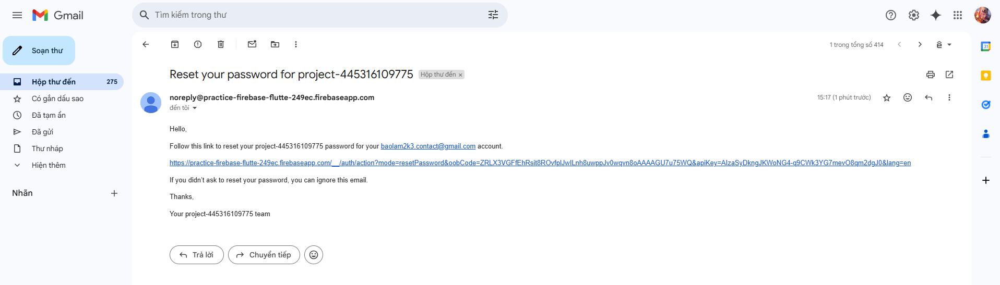 Gmail
Tìm kiếm trong thư
Soạn thư
1 trong tổng số 414
Hộp thư đến 275
Có gắn dấu sao
Đã tạm ẩn
Đã gửi
Thư nháp
Hiện thêm
Nhãn
Reset your password for project-445316109775 Hộp thư đến ×
noreply@practice-firebase-flutte-249ec.firebaseapp.com 15:17 (1 phút trước)
đến tôi
Hello,
Follow this link to reset your project-445316109775 password for your baolam2k3.contact@gmail.com account.
https://practice-firebase-flutte-249ec.firebaseapp.com/__/auth/action?mode=resetPassword&oobCode=ZRLX3VGFfEhRsit8ROvfplJwILnh8uwppJv0wqvn8oAAAAGU7u75WQ&apiKey=AIzaSyDkngJKWoNG4-q9CWk3YG7mevO8qm2dgJ0&lang=en
If you didn't ask to reset your password, you can ignore this email.
Thanks,
Your project-445316109775 team
Trả lời
Chuyển tiếp
31